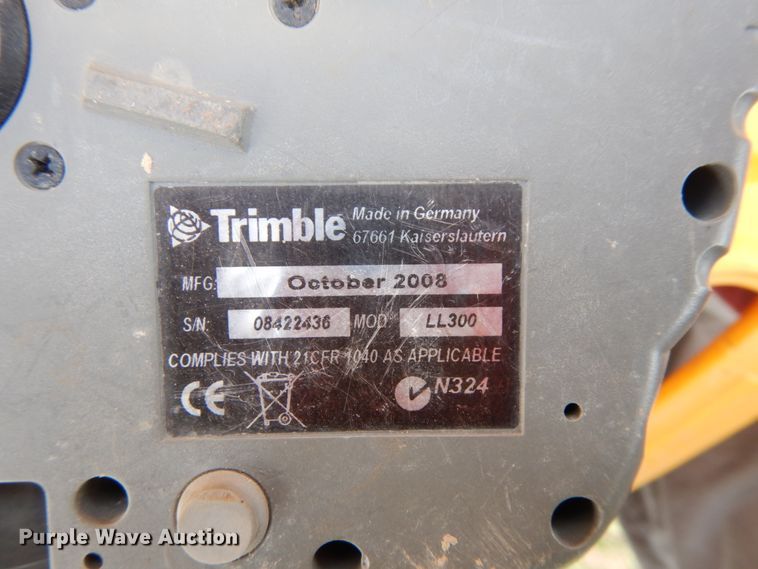 Trimble Made in Germany
67661 Kaiserslautern
MFG: October 2008
S/N: 08422436 MOD: LL300
COMPLIES WITH 21CFR 1040 AS APPLICABLE
CE N324
Purple Wave Auction